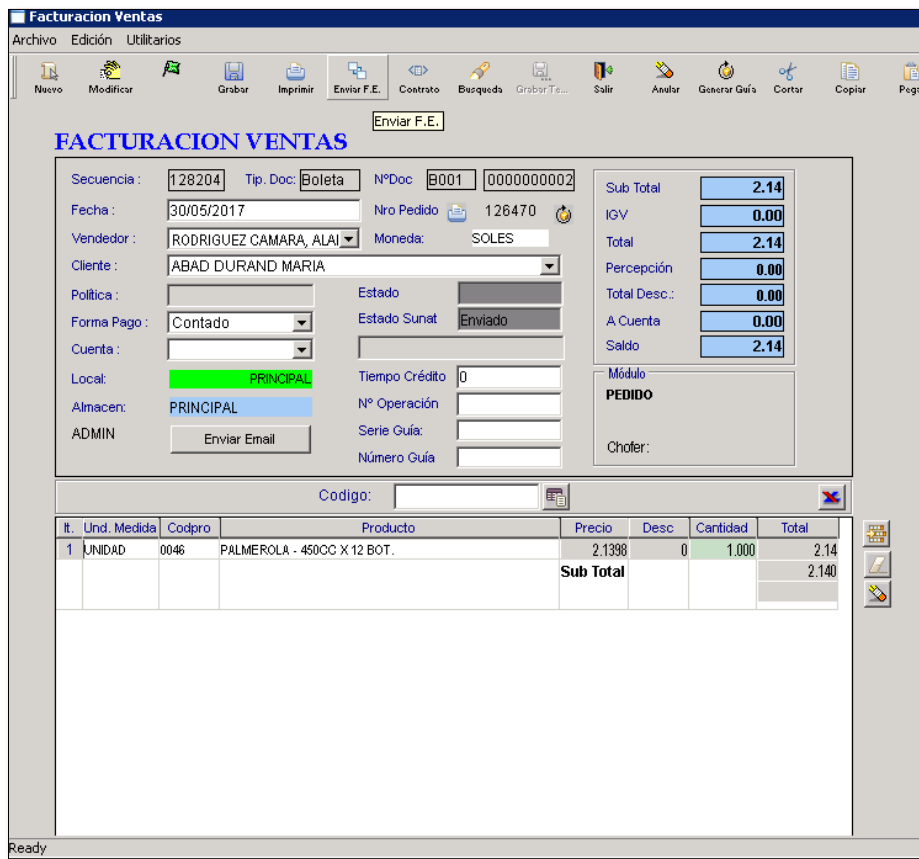 Facturacion Ventas
Archivo Edición Utilitarios
Nuevo Modificar Grabar Imprimir Enviar F.E. Contrato Busqueda Grabar Te... Salir Anular Generar Guía Cortar Copiar Pega
Enviar F.E.
FACTURACION VENTAS
Secuencia : 128204 Tip. Doc: Boleta NºDoc B001 0000000002
Fecha : 30/05/2017 Nro Pedido 126470
Vendedor : RODRIGUEZ CAMARA, ALAI Moneda: SOLES
Cliente : ABAD DURAND MARIA
Política : Estado
Forma Pago : Contado Estado Sunat Enviado
Cuenta :
Local: PRINCIPAL Tiempo Crédito 0
Almacen: PRINCIPAL Nº Operación
ADMIN Enviar Email Serie Guía:
Número Guía
Sub Total 2.14
IGV 0.00
Total 2.14
Percepción 0.00
Total Desc.: 0.00
A Cuenta 0.00
Saldo 2.14
Módulo
PEDIDO
Chofer:
Codigo:
It. Und. Medida Codpro Producto Precio Desc Cantidad Total
1 UNIDAD 0046 PALMEROLA - 450CC X 12 BOT. 2.1398 0 1.000 2.14
Sub Total 2.140
Ready